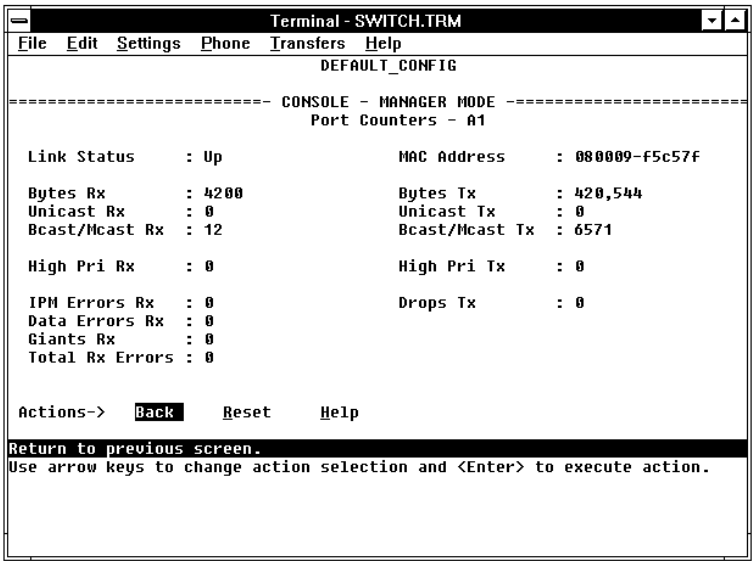 Terminal - SWITCH.TRM
File Edit Settings Phone Transfers Help
DEFAULT_CONFIG
==========================- CONSOLE - MANAGER MODE -========================
Port Counters - A1
Link Status : Up MAC Address : 080009-f5c57f
Bytes Rx : 4200 Bytes Tx : 420,544
Unicast Rx : 0 Unicast Tx : 0
Bcast/Mcast Rx : 12 Bcast/Mcast Tx : 6571
High Pri Rx : 0 High Pri Tx : 0
IPM Errors Rx : 0 Drops Tx : 0
Data Errors Rx : 0
Giants Rx : 0
Total Rx Errors : 0
Actions-> Back Reset Help
Return to previous screen.
Use arrow keys to change action selection and <Enter> to execute action.